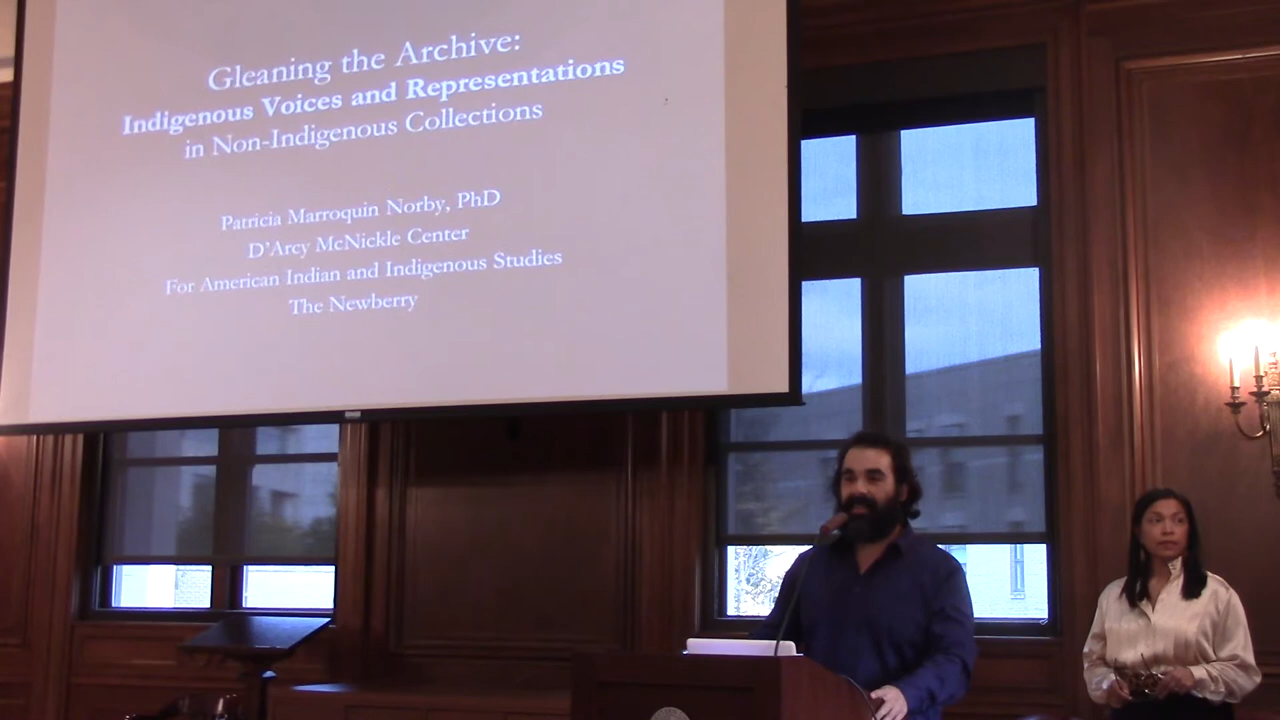 Gleaning the Archive:
Indigenous Voices and Representations
in Non-Indigenous Collections
Patricia Marroquin Norby, PhD
D'Arcy McNickle Center
For American Indian and Indigenous Studies
The Newberry